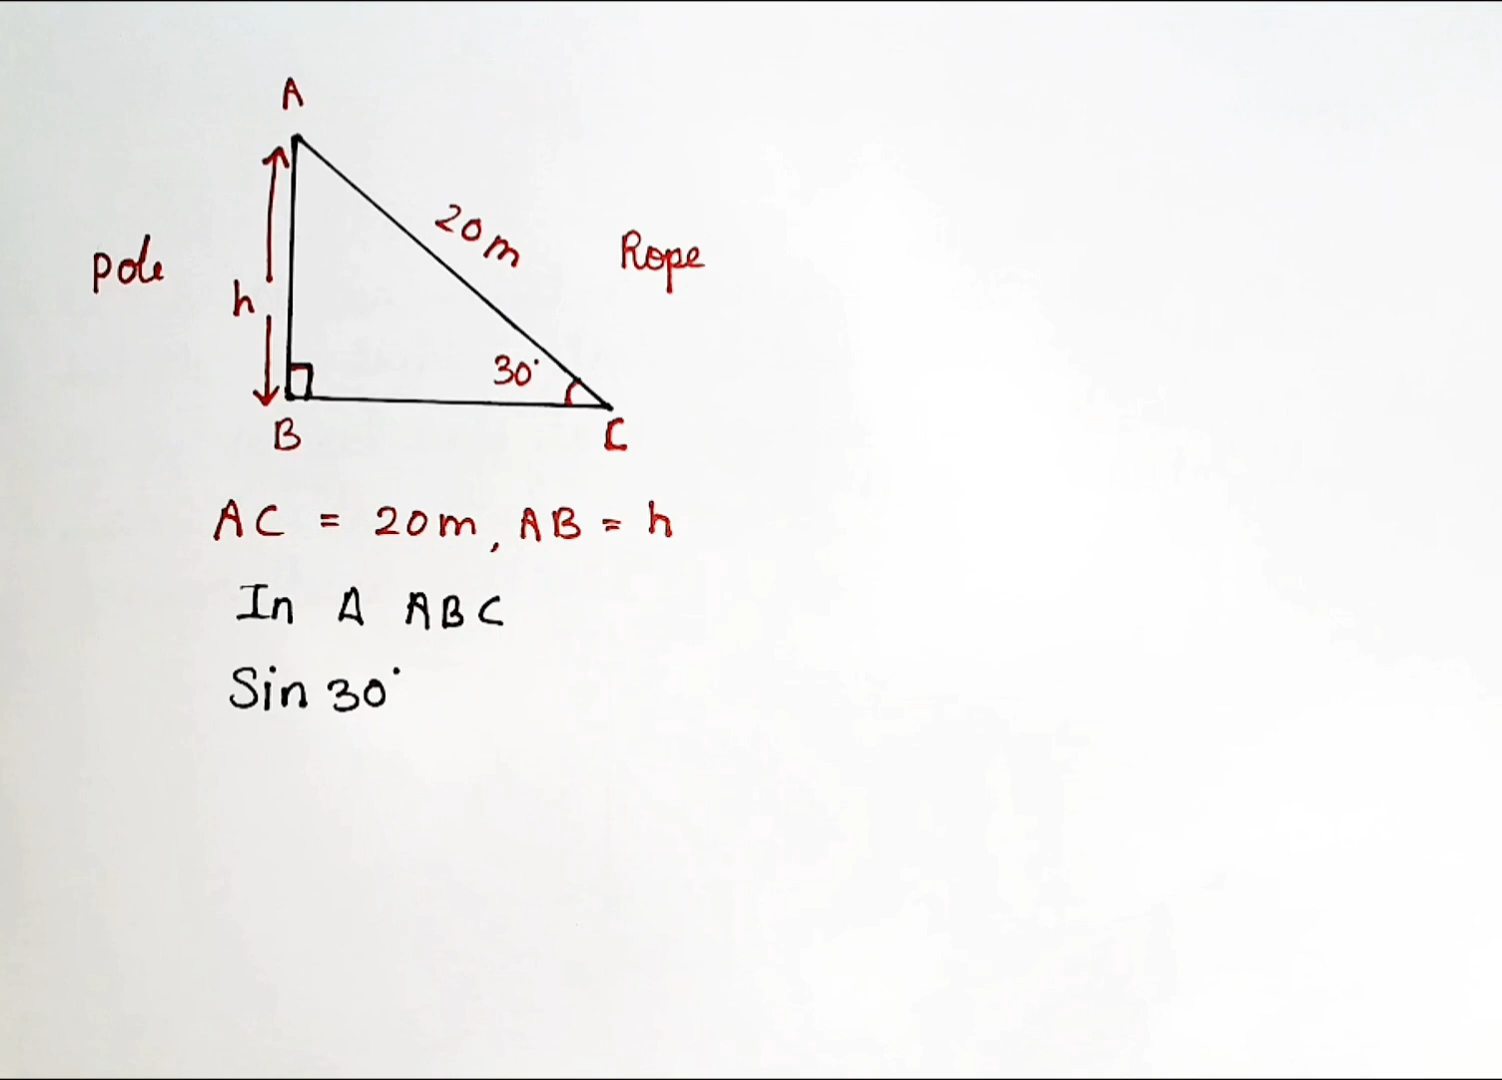 A
20m
pole
Rope
h
30°
B
C
AC = 20m, AB = h
In Δ ABC
Sin 30°